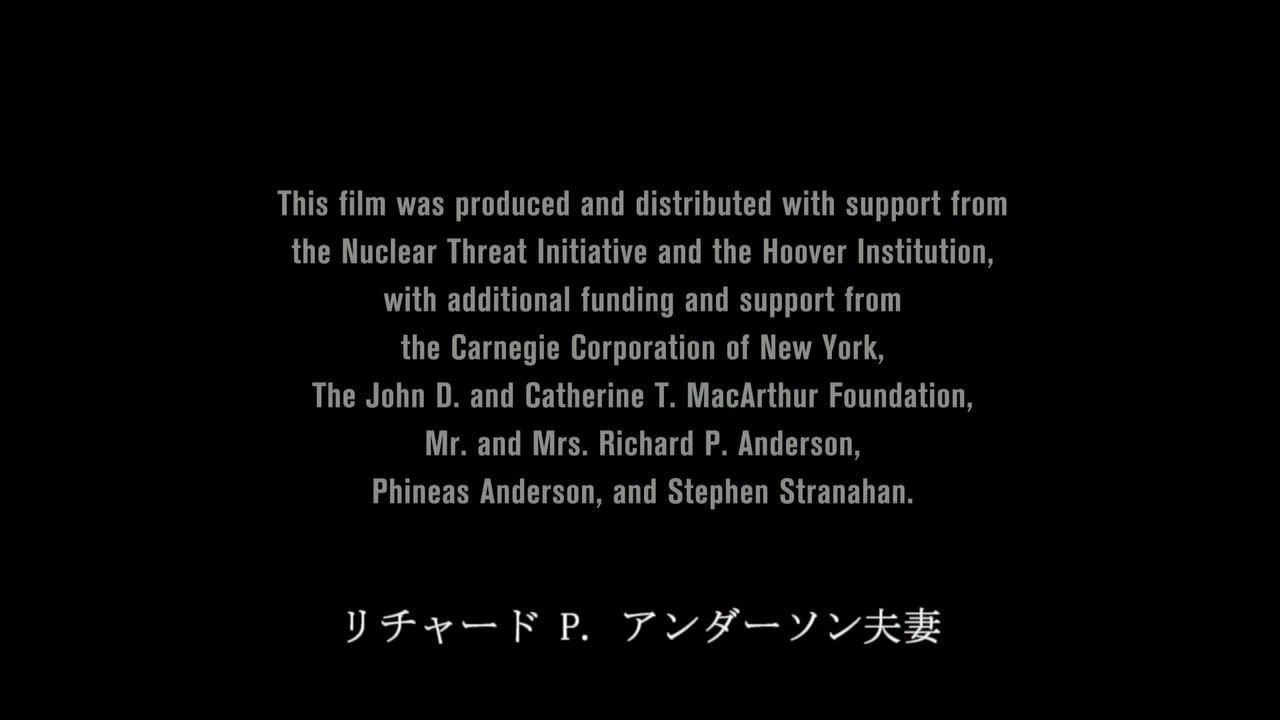 This film was produced and distributed with support from
the Nuclear Threat Initiative and the Hoover Institution,
with additional funding and support from
the Carnegie Corporation of New York,
The John D. and Catherine T. MacArthur Foundation,
Mr. and Mrs. Richard P. Anderson,
Phineas Anderson, and Stephen Stranahan.
リチャード P. アンダーソン夫妻